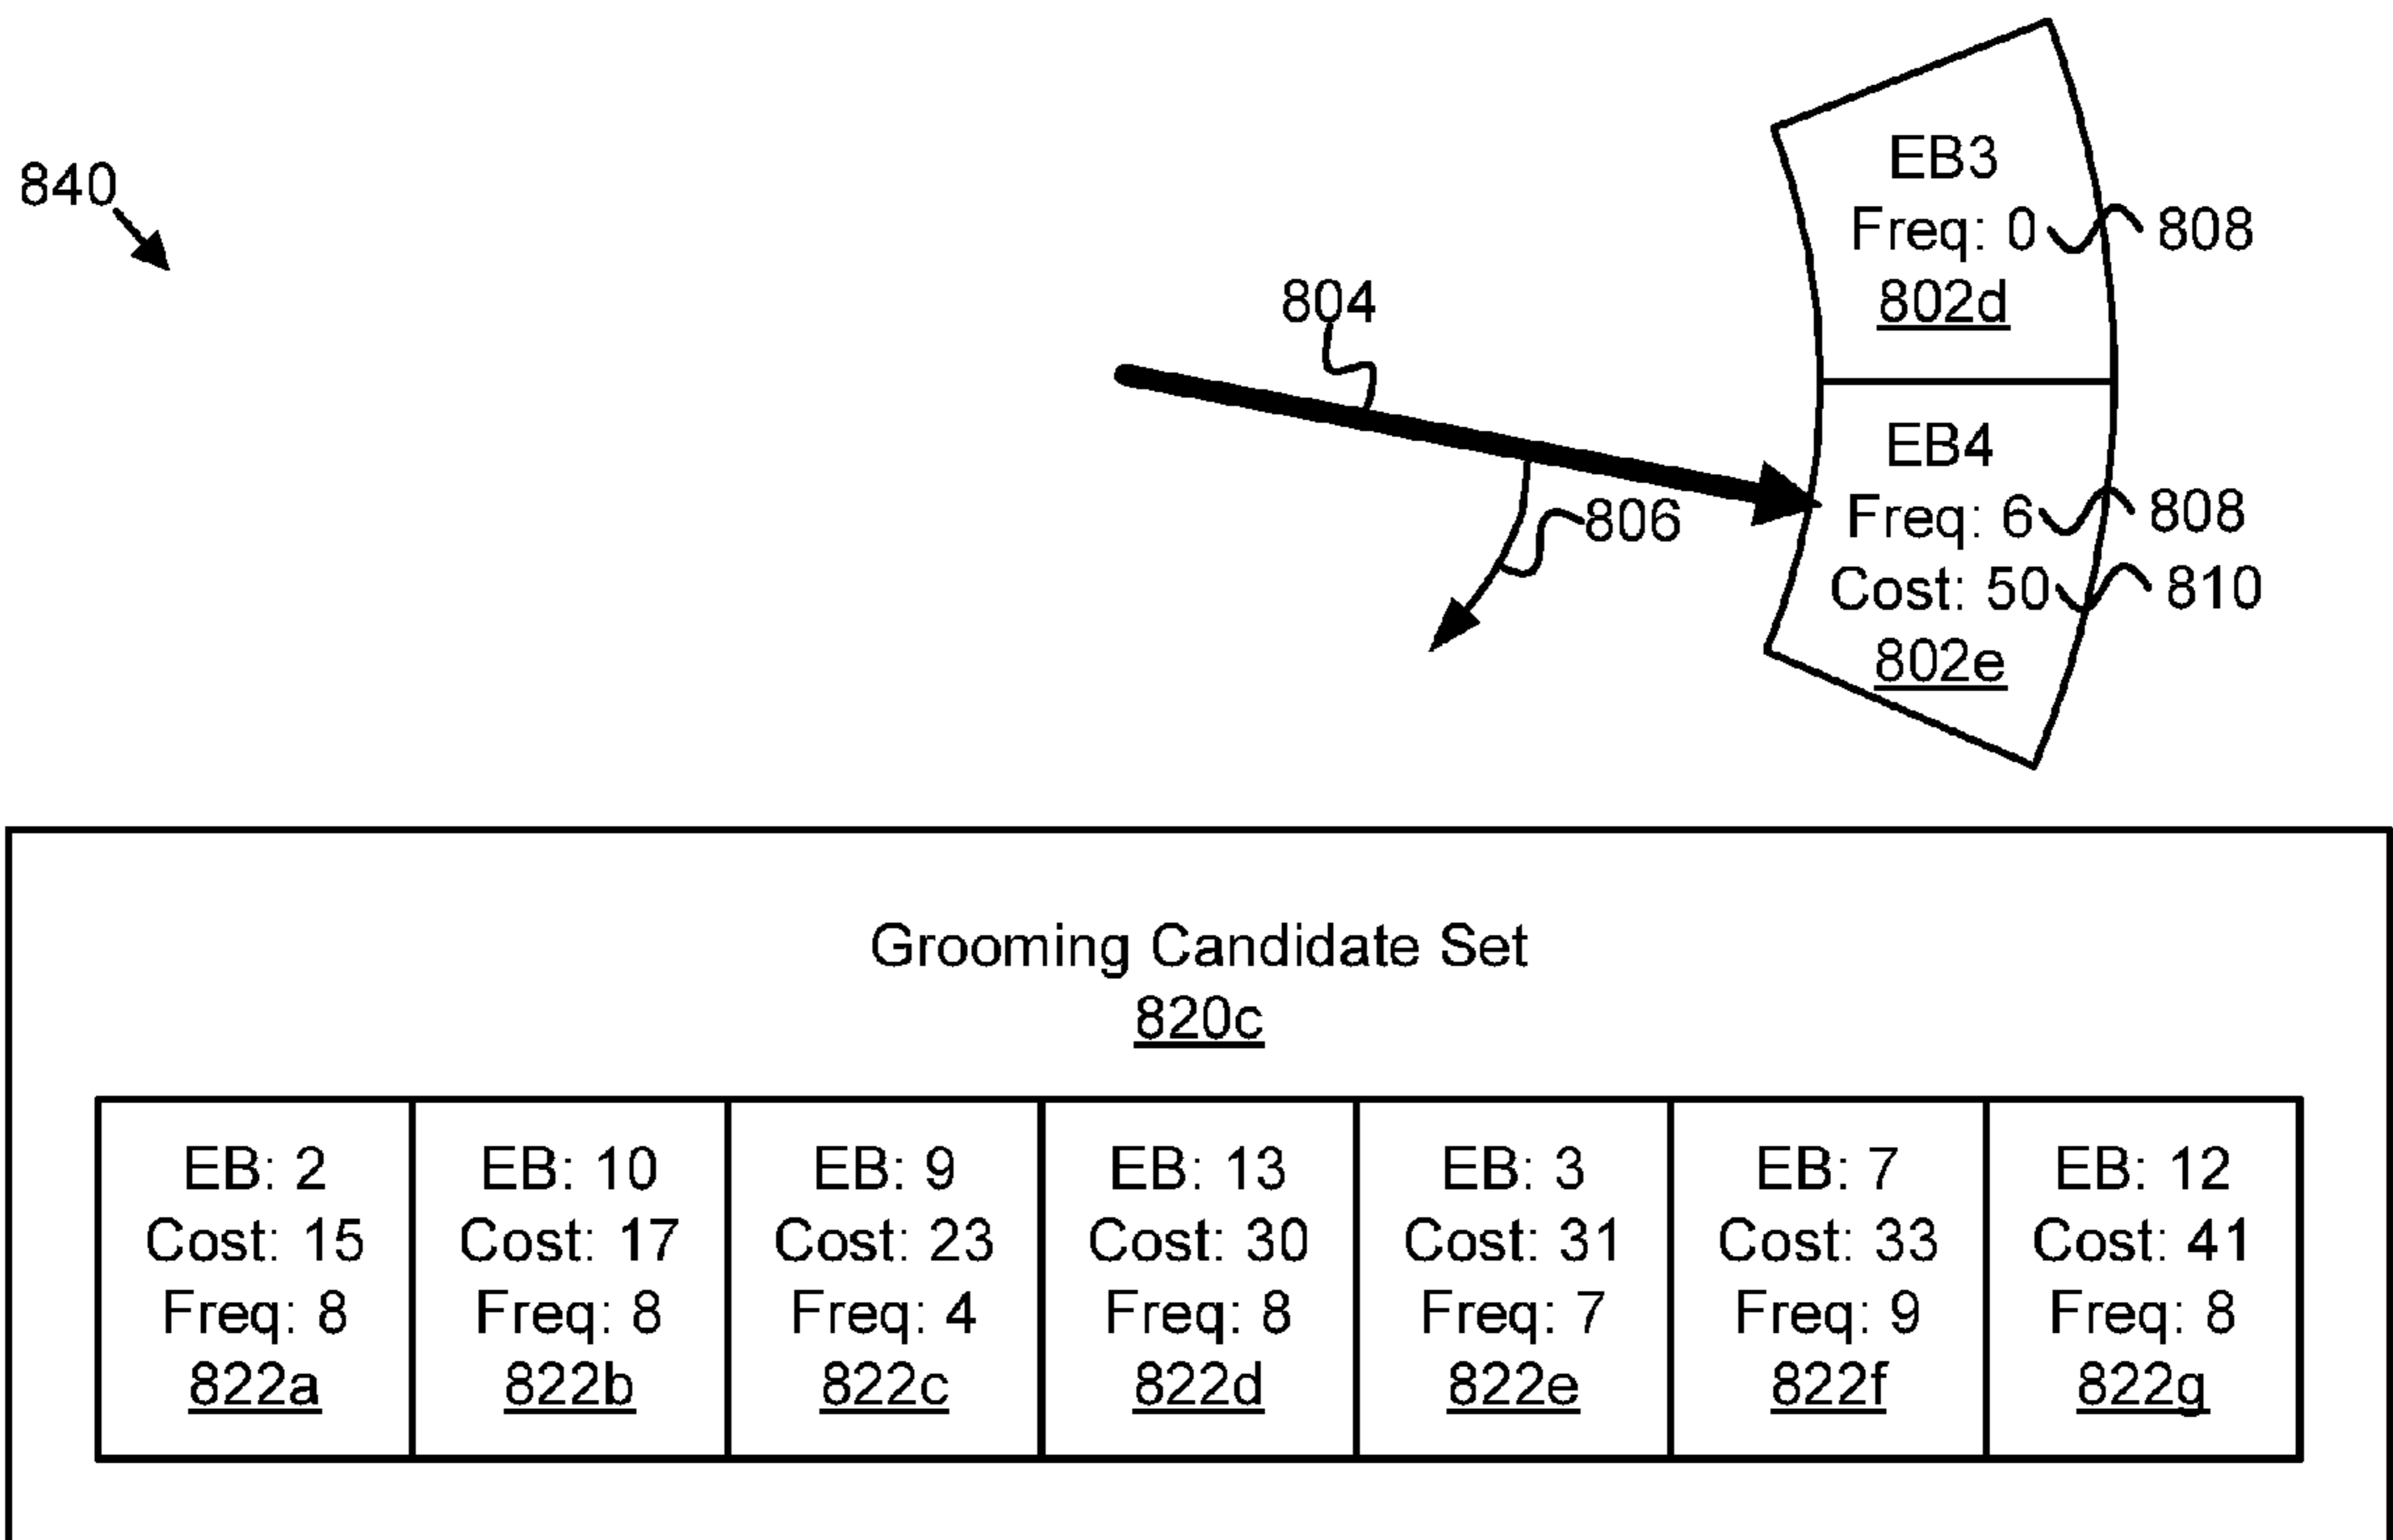 840
EB3
Freq: 0
808
802d
804
EB4
Freq: 6
808
806
Cost: 50
810
802e
Grooming Candidate Set
820c
EB: 2
Cost: 15
Freq: 8
822a
EB: 10
Cost: 17
Freq: 8
822b
EB: 9
Cost: 23
Freq: 4
822c
EB: 13
Cost: 30
Freq: 8
822d
EB: 3
Cost: 31
Freq: 7
822e
EB: 7
Cost: 33
Freq: 9
822f
EB: 12
Cost: 41
Freq: 8
822g